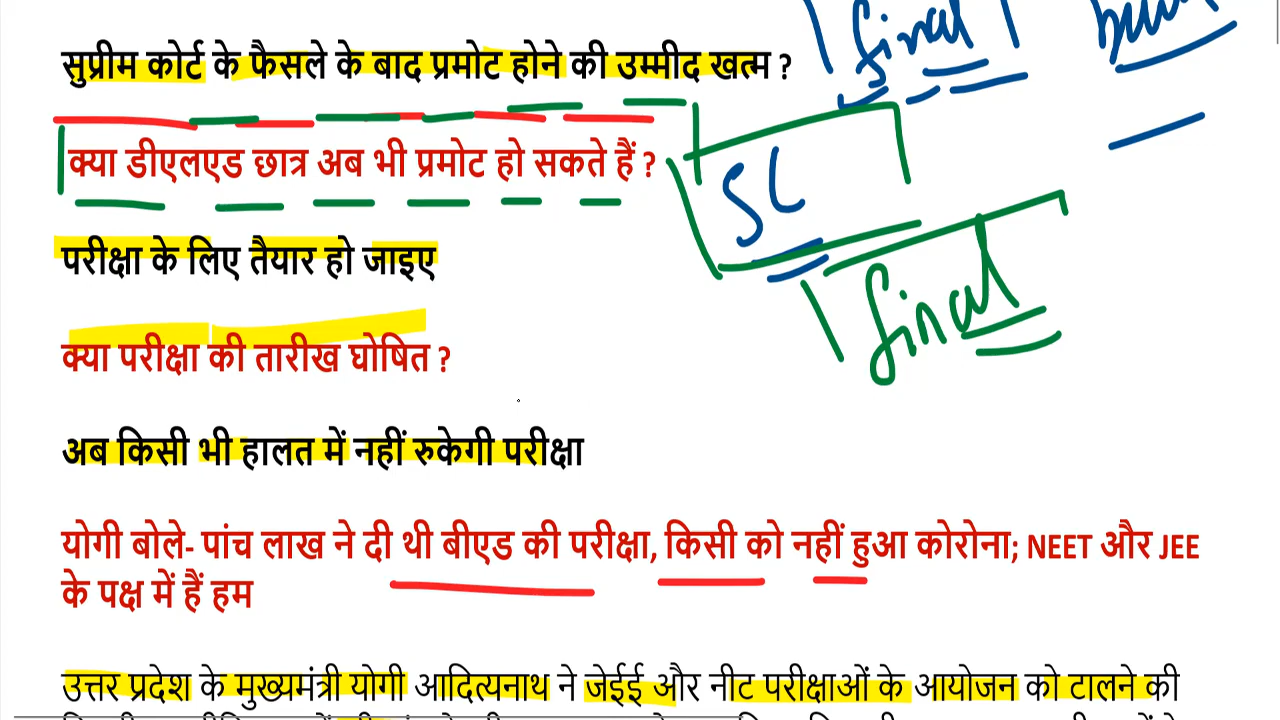 final
सुप्रीम कोर्ट के फैसले के बाद प्रमोट होने की उम्मीद खत्म ?
क्या डीएलएड छात्र अब भी प्रमोट हो सकते हैं ?
SC
परीक्षा के लिए तैयार हो जाइए
final
क्या परीक्षा की तारीख घोषित ?
अब किसी भी हालत में नहीं रुकेगी परीक्षा
योगी बोले- पांच लाख ने दी थी बीएड की परीक्षा, किसी को नहीं हुआ कोरोना; NEET और JEE
के पक्ष में हैं हम
उत्तर प्रदेश के मुख्यमंत्री योगी आदित्यनाथ ने जेईई और नीट परीक्षाओं के आयोजन को टालने की